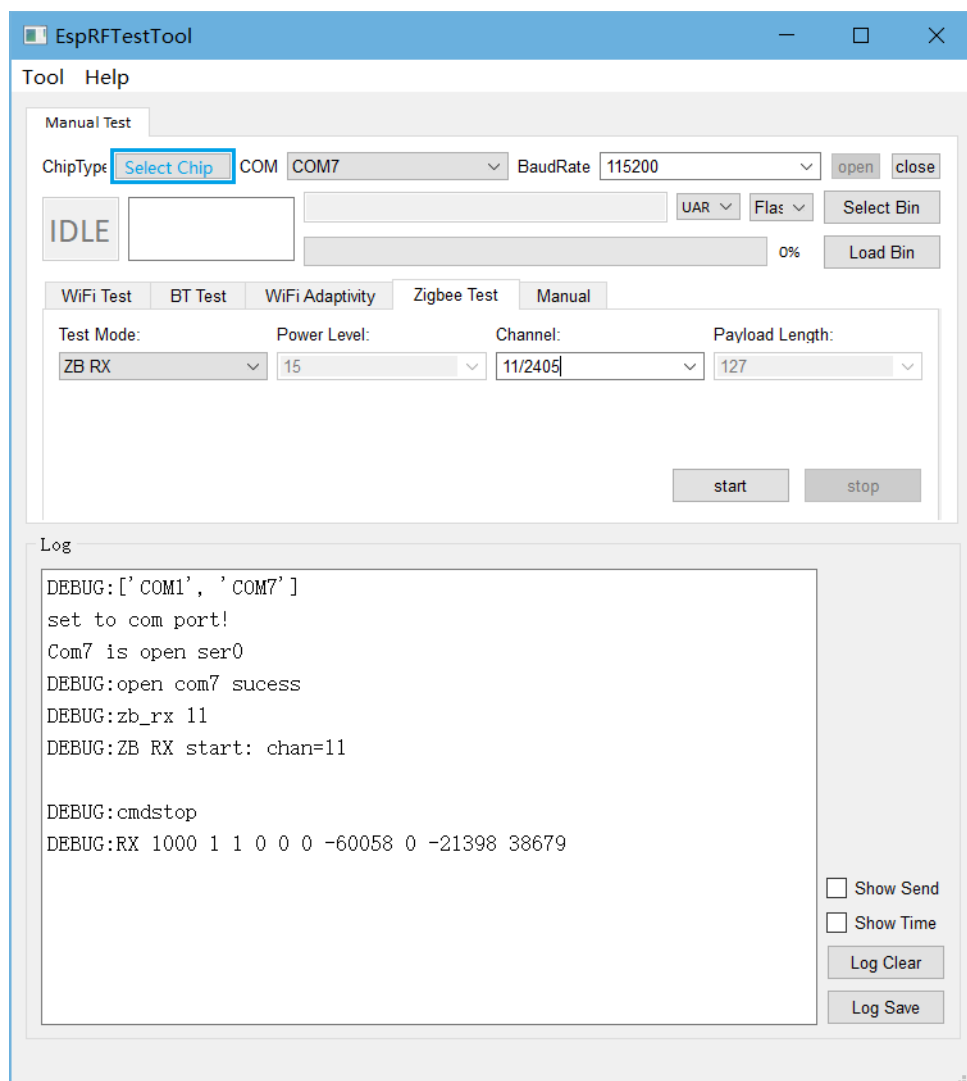 EspRFTestTool
Tool Help
Manual Test
ChipType Select Chip COM COM7 BaudRate 115200 open close
IDLE UAR Flas Select Bin
0% Load Bin
WiFi Test BT Test WiFi Adaptivity Zigbee Test Manual
Test Mode: Power Level: Channel: Payload Length:
ZB RX 15 11/2405 127
start stop
Log
DEBUG:['COM1', 'COM7']
set to com port!
Com7 is open ser0
DEBUG:open com7 sucess
DEBUG:zb_rx 11
DEBUG:ZB RX start: chan=11
DEBUG:cmdstop
DEBUG:RX 1000 1 1 0 0 0 -60058 0 -21398 38679
Show Send
Show Time
Log Clear
Log Save